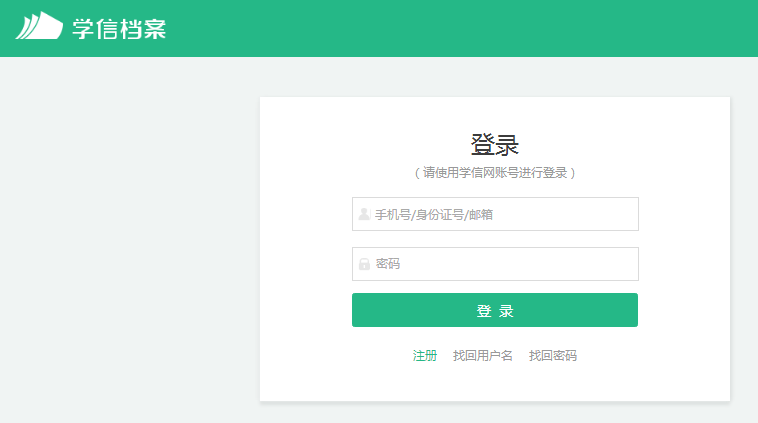 学信档案
登录
（请使用学信网账号进行登录）
手机号/身份证号/邮箱
密码
登 录
注册 找回用户名 找回密码